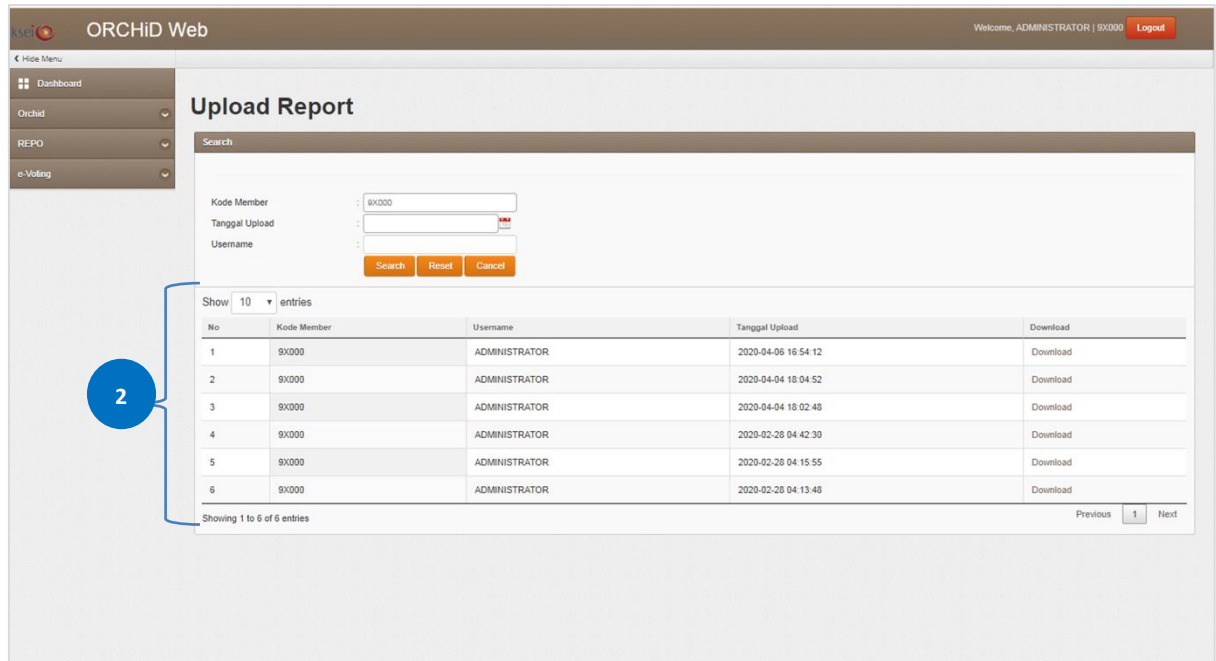 ksei ORCHiD Web Welcome, ADMINISTRATOR | 9X000 Logout
Hide Menu
Dashboard
Orchid
REPO
e-Voting
Upload Report
Search
Kode Member : 9X000
Tanggal Upload :
Username :
Search Reset Cancel
2
Show 10 entries
No Kode Member Username Tanggal Upload Download
1 9X000 ADMINISTRATOR 2020-04-06 16:54:12 Download
2 9X000 ADMINISTRATOR 2020-04-04 18:04:52 Download
3 9X000 ADMINISTRATOR 2020-04-04 18:02:48 Download
4 9X000 ADMINISTRATOR 2020-02-28 04:42:30 Download
5 9X000 ADMINISTRATOR 2020-02-28 04:15:55 Download
6 9X000 ADMINISTRATOR 2020-02-28 04:13:48 Download
Showing 1 to 6 of 6 entries Previous 1 Next